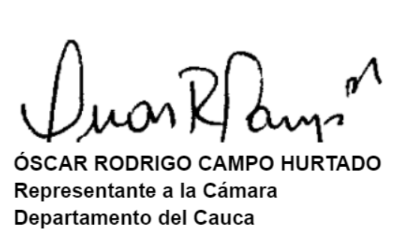 ÓSCAR RODRIGO CAMPO HURTADO
Representante a la Cámara
Departamento del Cauca